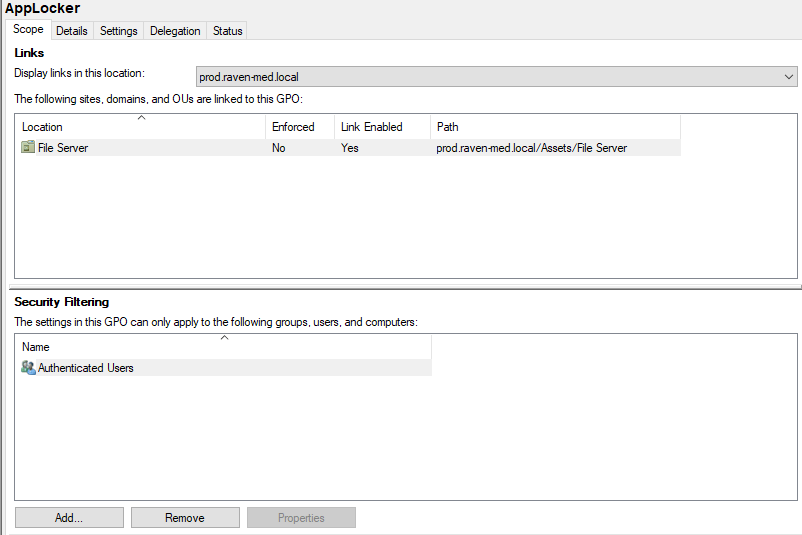 AppLocker
Scope Details Settings Delegation Status
Links
Display links in this location: prod.raven-med.local
The following sites, domains, and OUs are linked to this GPO:
Location Enforced Link Enabled Path
File Server No Yes prod.raven-med.local/Assets/File Server
Security Filtering
The settings in this GPO can only apply to the following groups, users, and computers:
Name
Authenticated Users
Add... Remove Properties